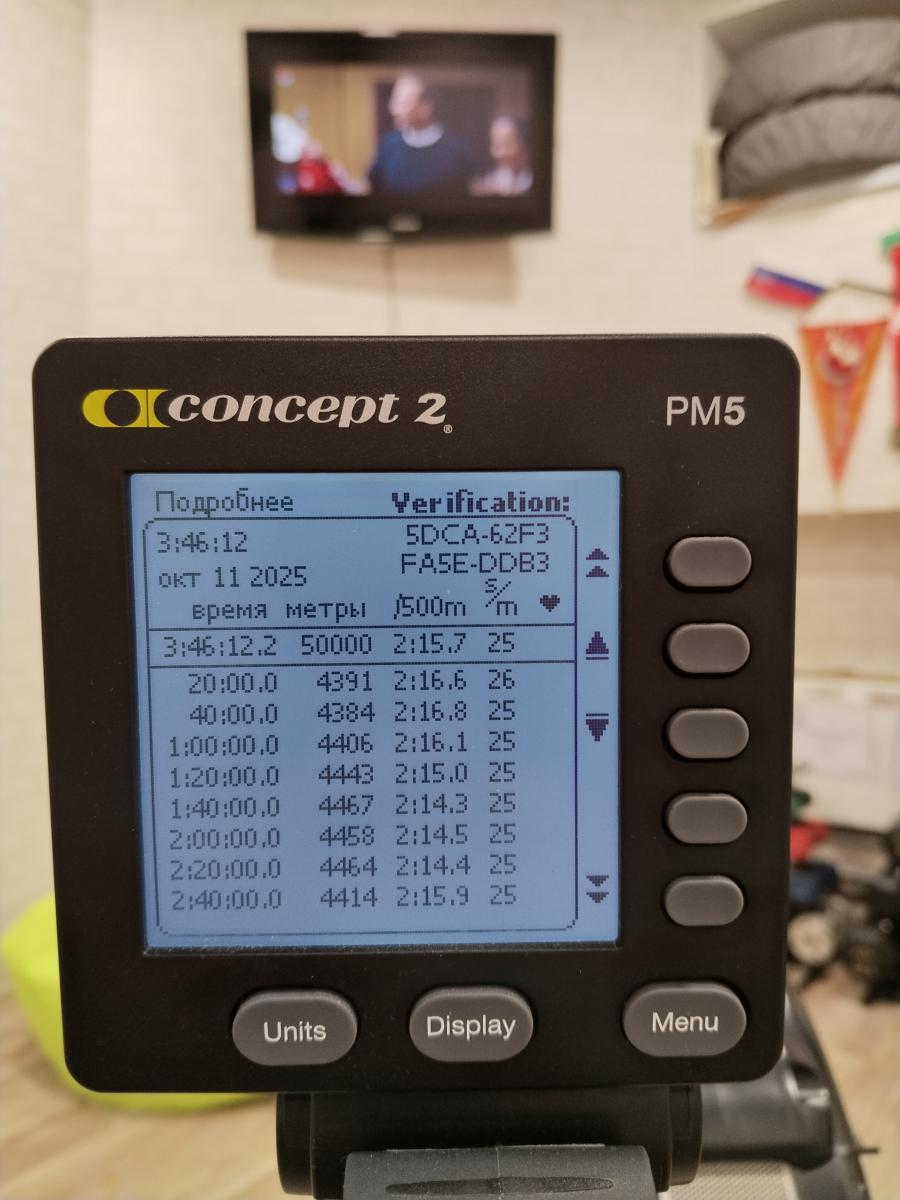 concept 2®
PM5
Подробнее Verification:
3:46:12 5DCA-62F3
окт 11 2025 FA5E-DDB3
время метры /500m s/m ♥
3:46:12.2 50000 2:15.7 25
20:00.0 4391 2:16.6 26
40:00.0 4384 2:16.8 25
1:00:00.0 4406 2:16.1 25
1:20:00.0 4443 2:15.0 25
1:40:00.0 4467 2:14.3 25
2:00:00.0 4458 2:14.5 25
2:20:00.0 4464 2:14.4 25
2:40:00.0 4414 2:15.9 25
Units Display Menu